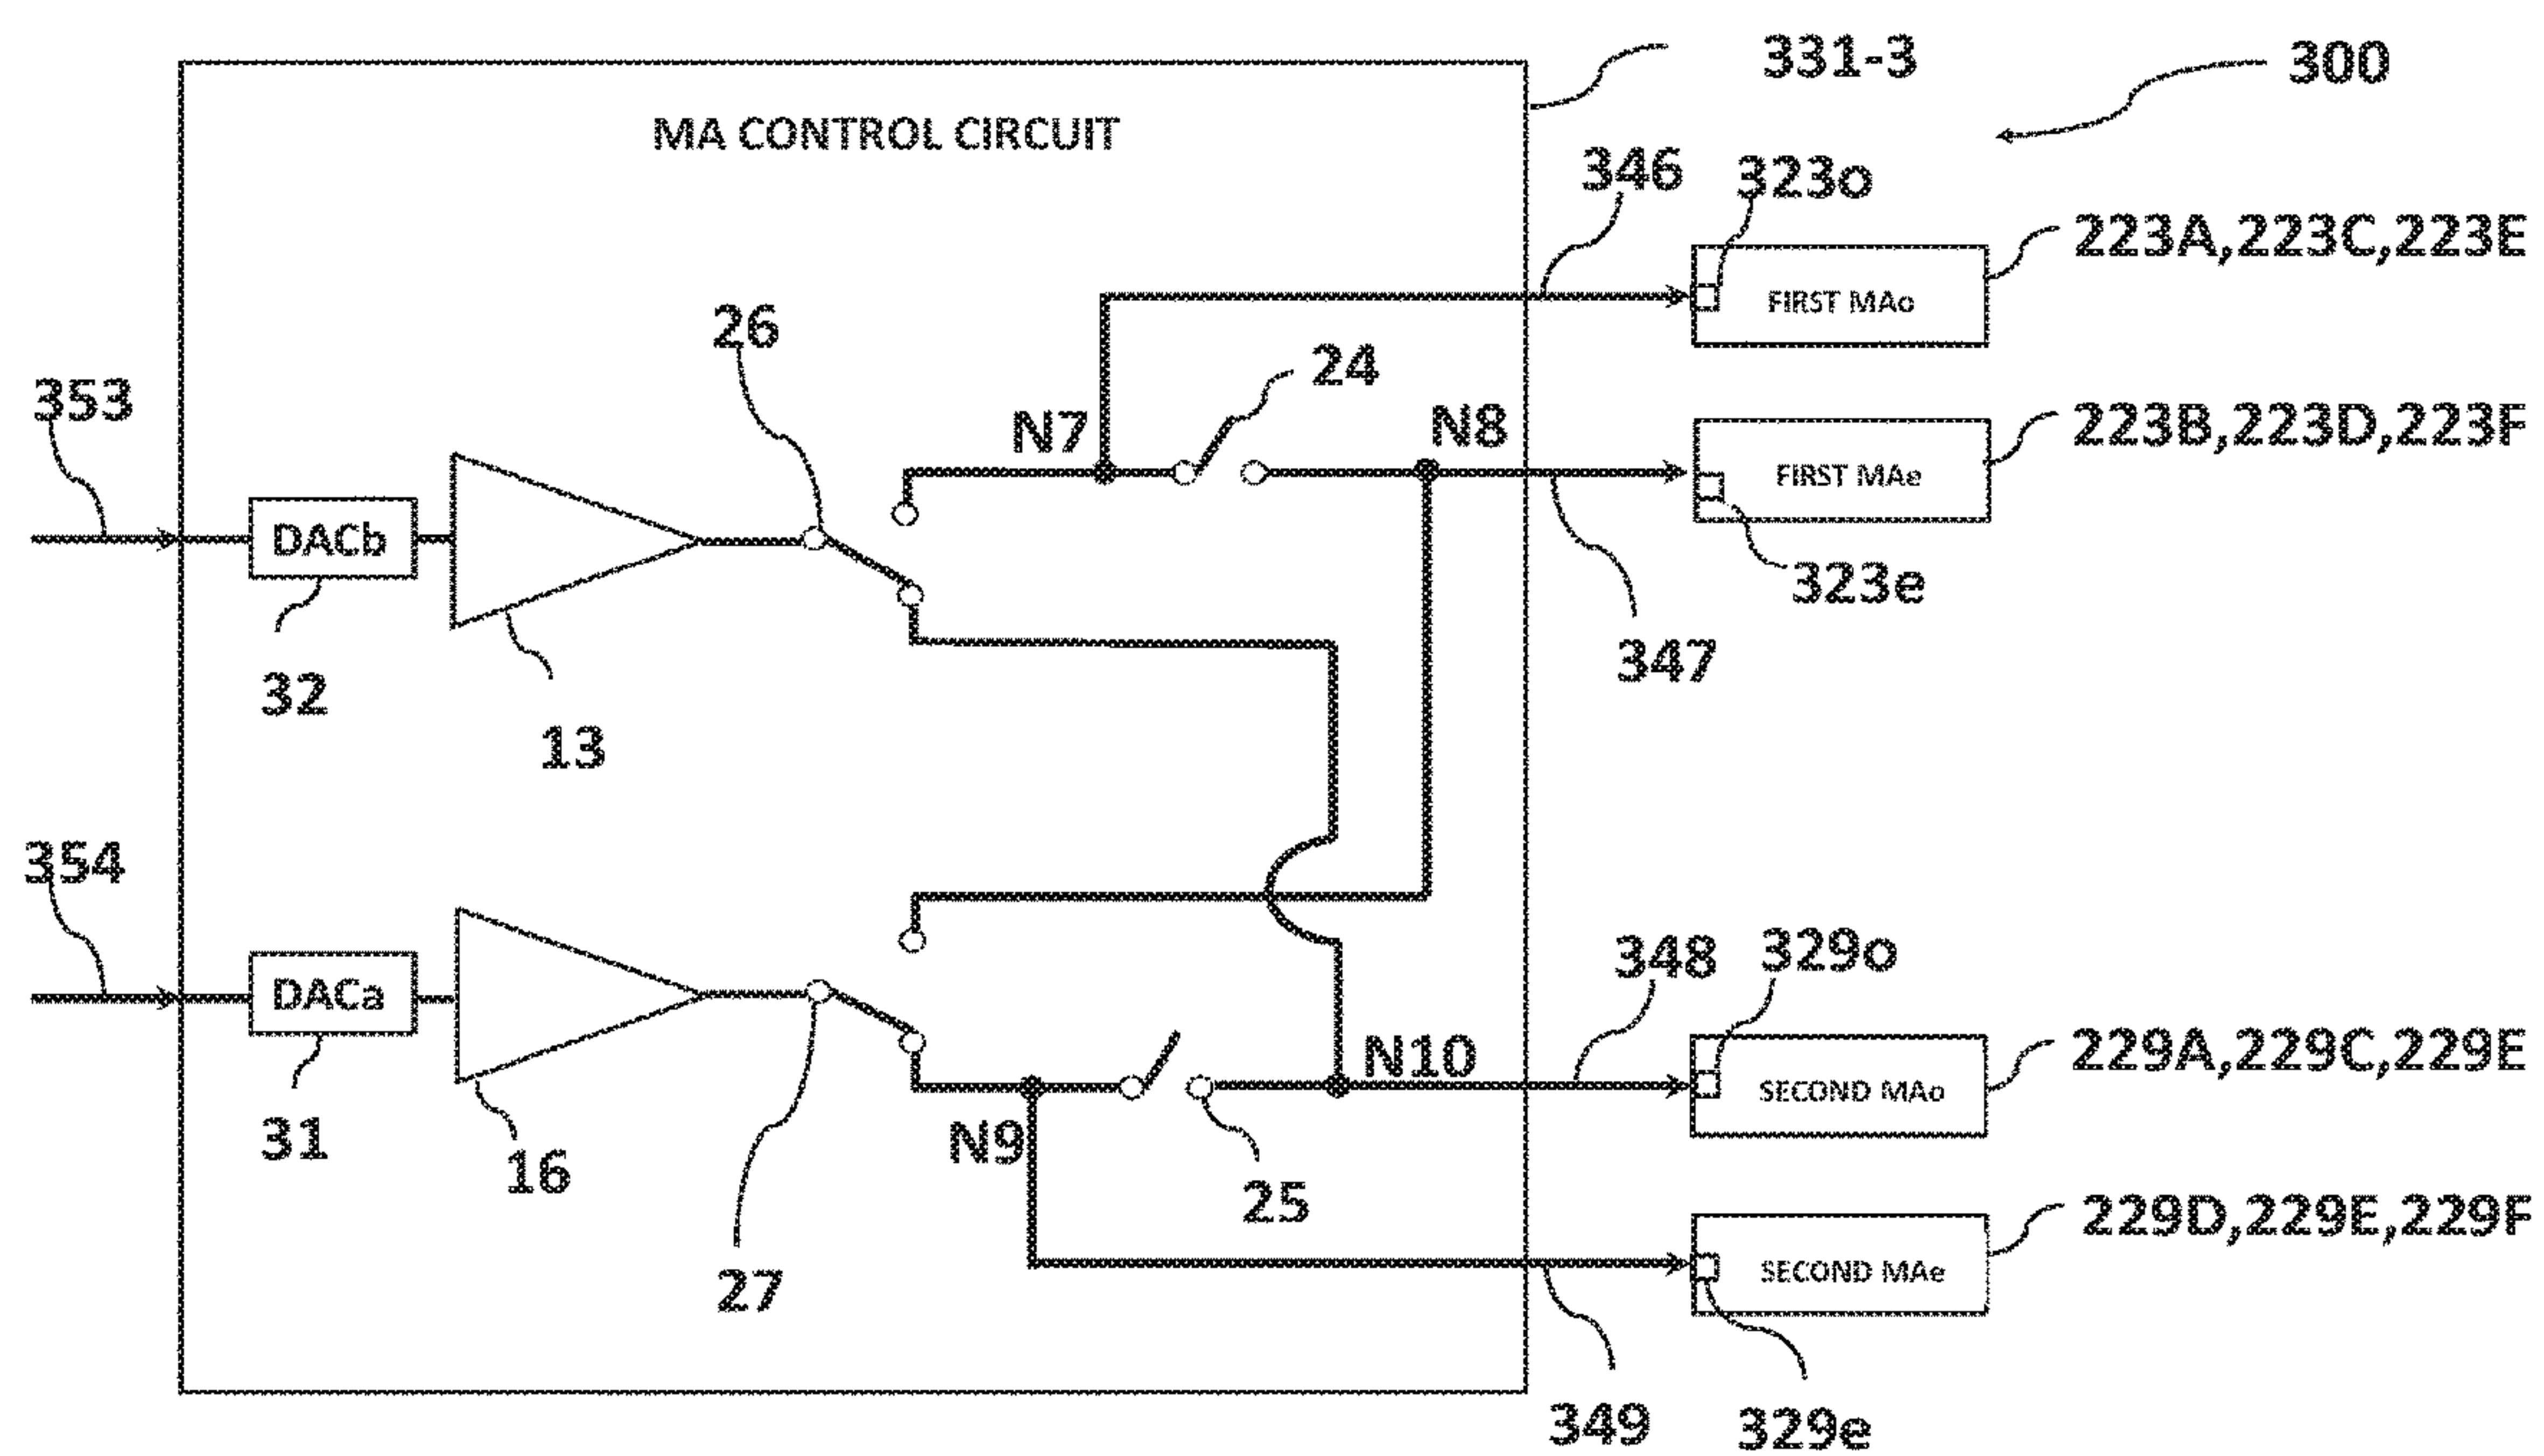 331-3
300
MA CONTROL CIRCUIT
346
323o
223A,223C,223E
FIRST MAo
26
24
353
N7
N8
223B,223D,223F
FIRST MAe
DACb
323e
32
347
13
354
348
329o
DACa
N10
229A,229C,229E
SECOND MAo
31
16
N9
25
229D,229E,229F
SECOND MAe
27
349
329e